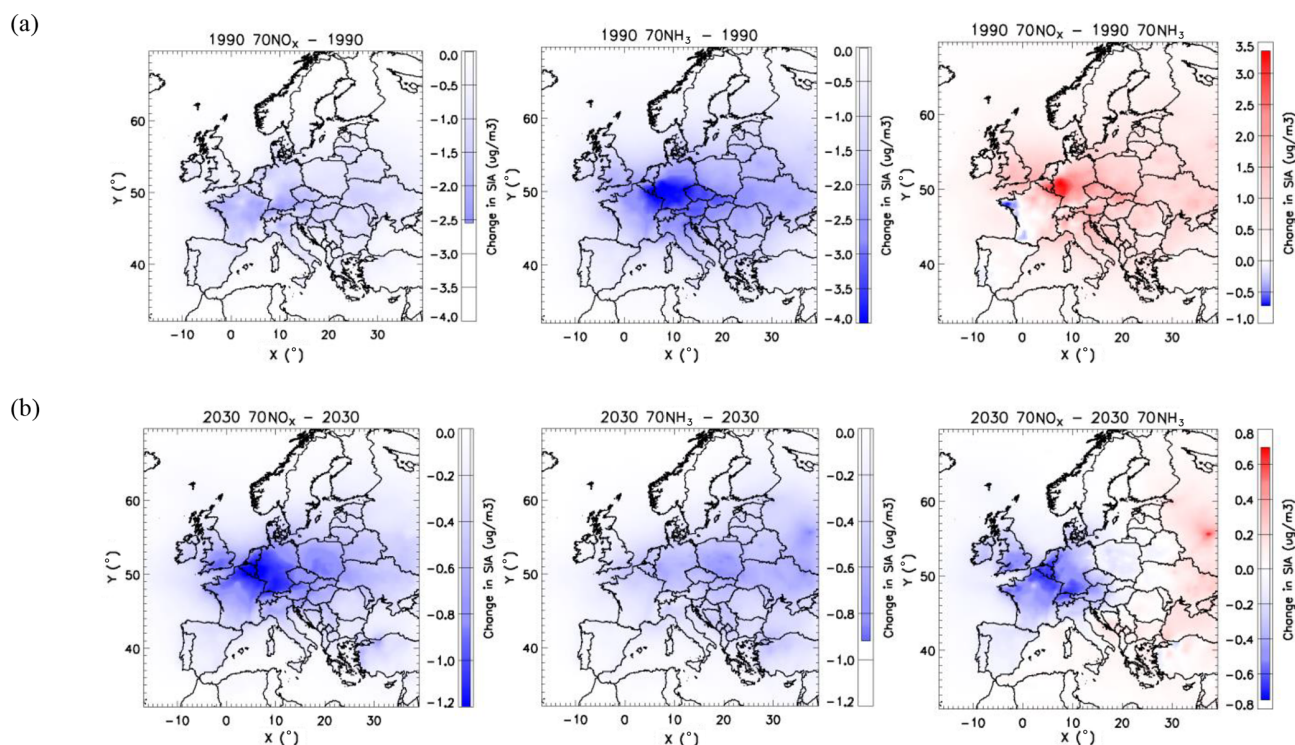 (a)
1990 70NOX – 1990
60
50
40
Y (°)
−10 0 10 20 30
X (°)
0.0
−0.5
−1.0
−1.5
−2.0
−2.5
−3.0
−3.5
−4.0
Change in SIA (ug/m3)
1990 70NH3 – 1990
60
50
40
Y (°)
−10 0 10 20 30
X (°)
0.0
−0.5
−1.0
−1.5
−2.0
−2.5
−3.0
−3.5
−4.0
Change in SIA (ug/m3)
1990 70NOX – 1990 70NH3
60
50
40
Y (°)
−10 0 10 20 30
X (°)
3.5
3.0
2.5
2.0
1.5
1.0
0.5
0.0
−0.5
−1.0
Change in SIA (ug/m3)
(b)
2030 70NOX – 2030
60
50
40
Y (°)
−10 0 10 20 30
X (°)
0.0
−0.2
−0.4
−0.6
−0.8
−1.0
−1.2
Change in SIA (ug/m3)
2030 70NH3 – 2030
60
50
40
Y (°)
−10 0 10 20 30
X (°)
0.0
−0.2
−0.4
−0.6
−0.8
−1.0
−1.2
Change in SIA (ug/m3)
2030 70NOX – 2030 70NH3
60
50
40
Y (°)
−10 0 10 20 30
X (°)
0.8
0.6
0.4
0.2
0.0
−0.2
−0.4
−0.6
−0.8
Change in SIA (ug/m3)